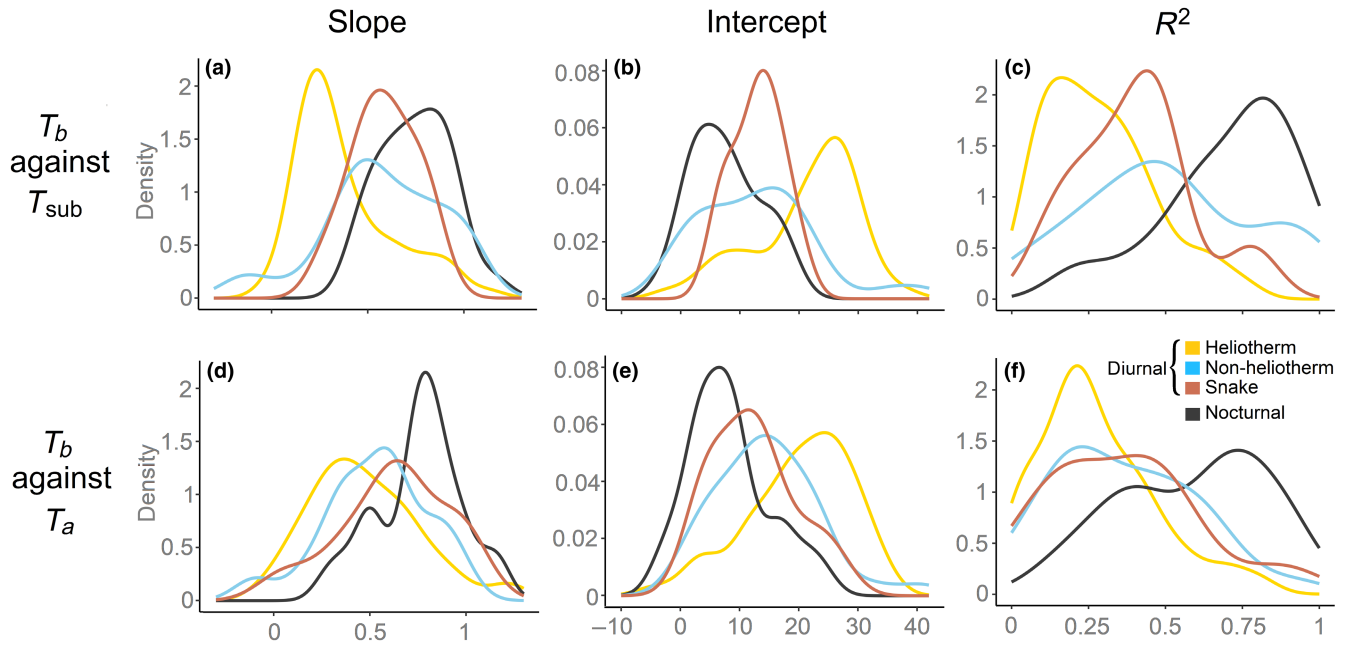 Slope Intercept R²
T_b against T_sub
(a) (b) (c)
Density
2
1.5
1
0.5
0
0.08
0.06
0.04
0.02
0
2
1.5
1
0.5
0
T_b against T_a
(d) (e) (f)
Density
2
1.5
1
0.5
0
0 0.5 1
0.08
0.06
0.04
0.02
0
–10 0 10 20 30 40
2
1.5
1
0.5
0
0 0.25 0.5 0.75 1
Diurnal
Heliotherm
Non-heliotherm
Snake
Nocturnal